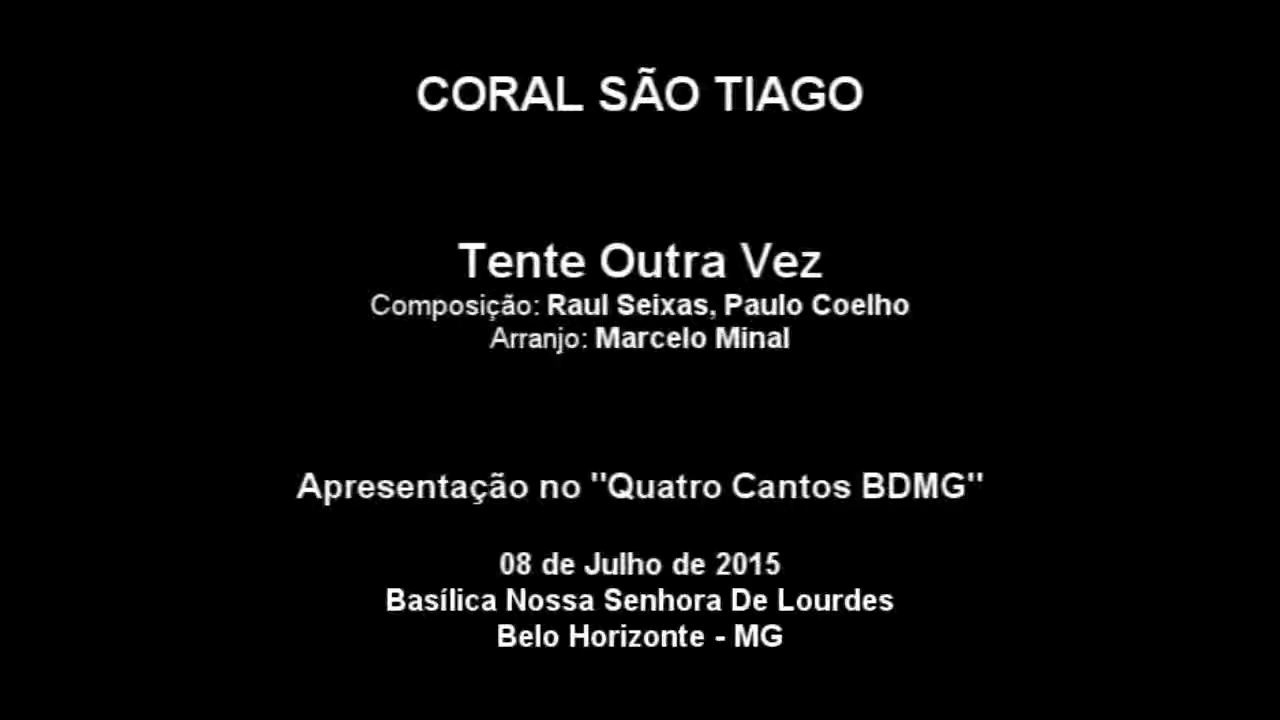 CORAL SÃO TIAGO
Tente Outra Vez
Composição: Raul Seixas, Paulo Coelho
Arranjo: Marcelo Minal
Apresentação no "Quatro Cantos BDMG"
08 de Julho de 2015
Basílica Nossa Senhora De Lourdes
Belo Horizonte - MG